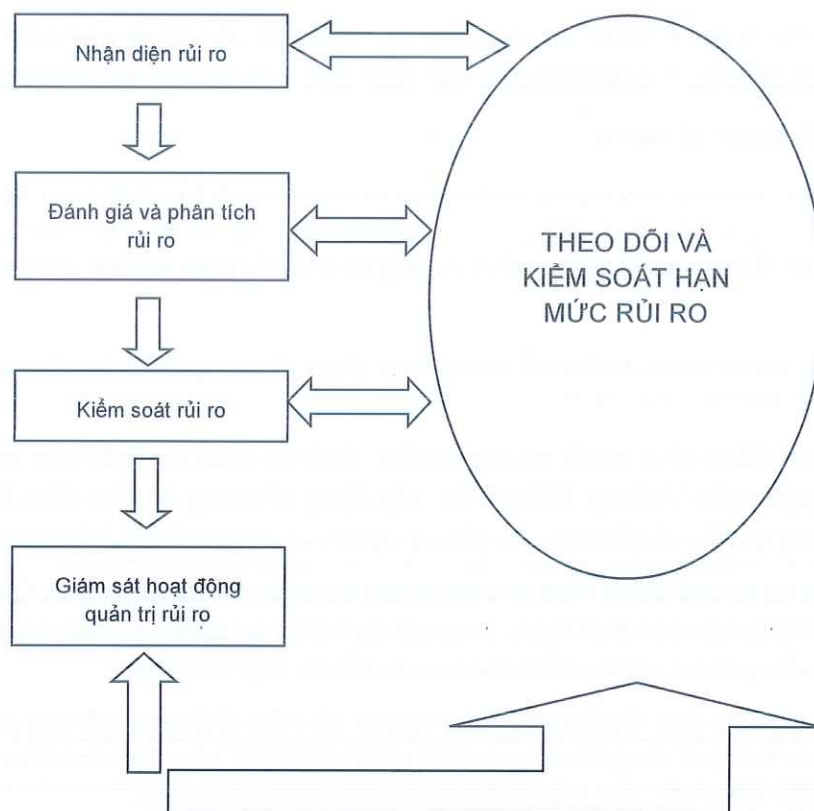 Nhận diện rủi ro
Đánh giá và phân tích
rủi ro
THEO DÕI VÀ
KIỂM SOÁT HẠN
MỨC RỦI RO
Kiểm soát rủi ro
Giám sát hoạt động
quản trị rủi ro